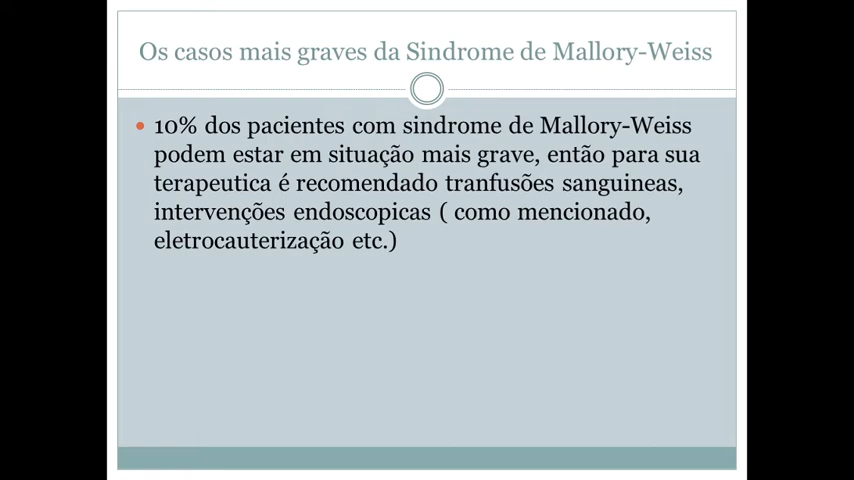 Os casos mais graves da Sindrome de Mallory-Weiss
10% dos pacientes com sindrome de Mallory-Weiss
podem estar em situação mais grave, então para sua
terapeutica é recomendado tranfusões sanguineas,
intervenções endoscopicas ( como mencionado,
eletrocauterização etc.)